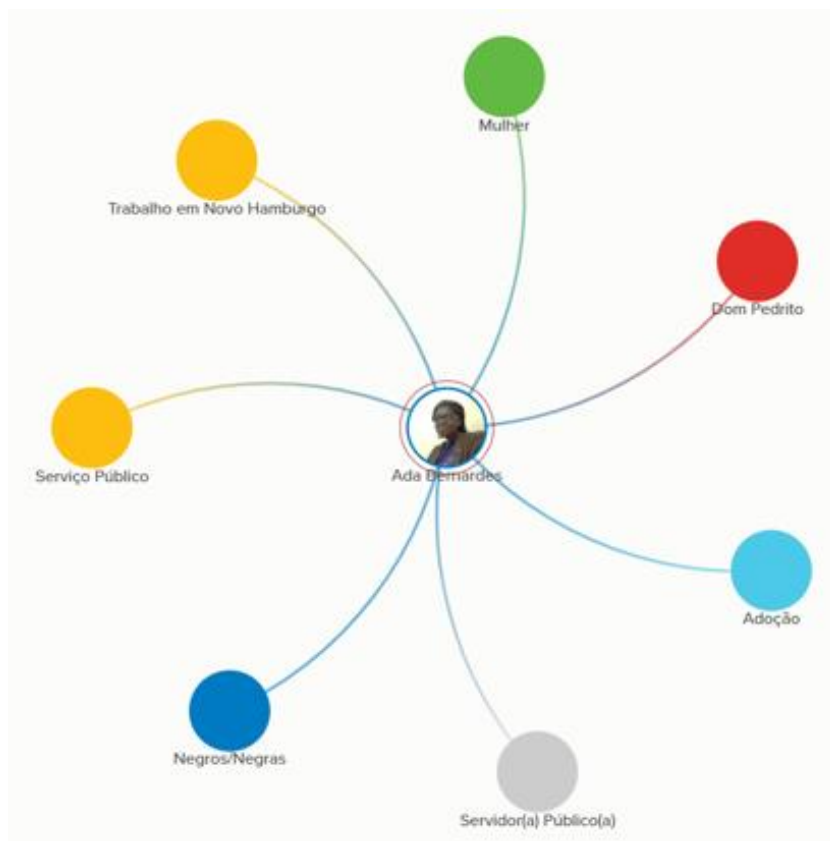 Mulher
Trabalho em Novo Hamburgo
Dom Pedrito
Serviço Público
Ada Bernardes
Adoção
Negros/Negras
Servidor(a) Público(a)